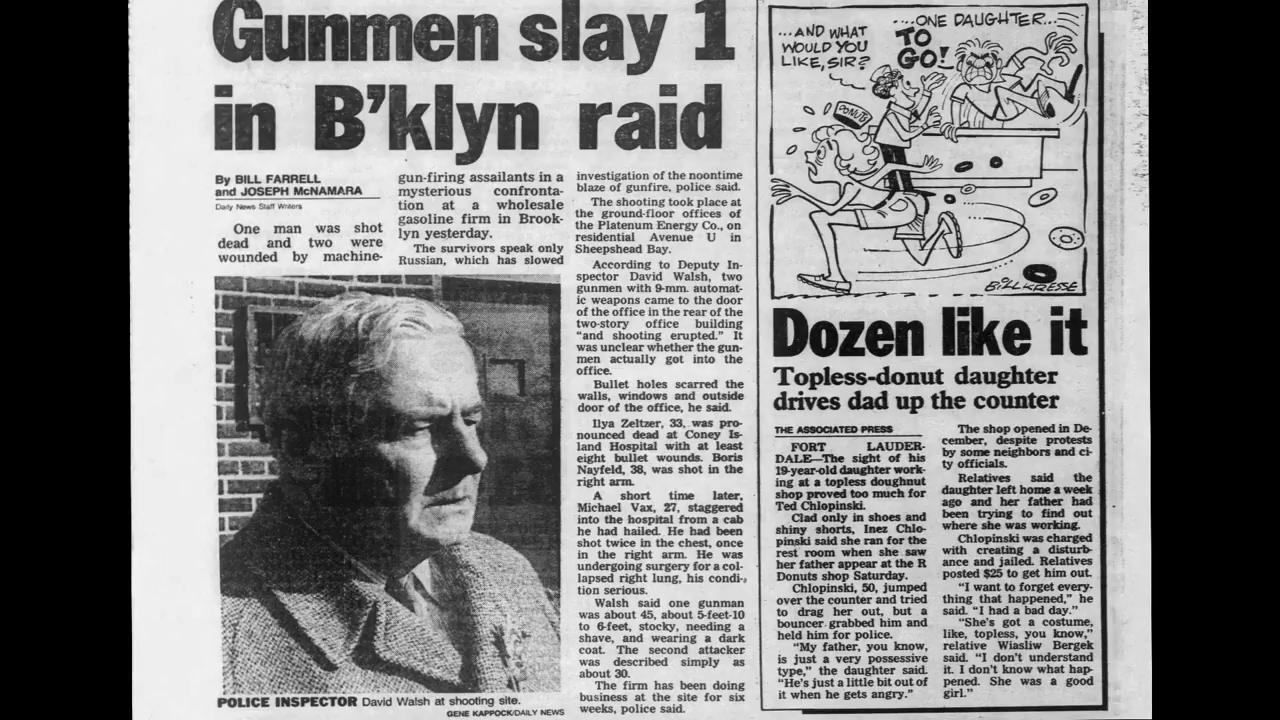 Gunmen slay 1
in B'klyn raid
By BILL FARRELL
and JOSEPH McNAMARA
Daily News Staff Writers
One man was shot
dead and two were
wounded by machine-
gun-firing assailants in a
mysterious confronta-
tion at a wholesale
gasoline firm in Brook-
lyn yesterday.
The survivors speak only
Russian, which has slowed
investigation of the noontime
blaze of gunfire, police said.
The shooting took place at
the ground-floor offices of
the Platenum Energy Co., on
residential Avenue U in
Sheepshead Bay.
According to Deputy In-
spector David Walsh, two
gunmen with 9-mm. automat-
ic weapons came to the door
of the office in the rear of the
two-story office building
"and shooting erupted." It
was unclear whether the gun-
men actually got into the
office.
Bullet holes scarred the
walls, windows and outside
door of the office, he said.
Ilya Zeltzer, 33, was pro-
nounced dead at Coney Is-
land Hospital with at least
eight bullet wounds. Boris
Nayfeld, 38, was shot in the
right arm.
A short time later,
Michael Vax, 27, staggered
into the hospital from a cab
he had hailed. He had been
shot twice in the chest, once
in the right arm. He was
undergoing surgery for a col-
lapsed right lung, his condi-
tion serious.
Walsh said one gunman
was about 45, about 5-feet-10
to 6-feet, stocky, needing a
shave, and wearing a dark
coat. The second attacker
was described simply as
about 30.
The firm has been doing
business at the site for six
weeks, police said.
POLICE INSPECTOR David Walsh at shooting site.
GENE KAPPOCK/DAILY NEWS
...AND WHAT
WOULD YOU
LIKE, SIR?
....ONE DAUGHTER...
TO
GO!
DONUTS
BILL KRESSE
Dozen like it
Topless-donut daughter
drives dad up the counter
THE ASSOCIATED PRESS
FORT LAUDER-
DALE—The sight of his
19-year-old daughter work-
ing at a topless doughnut
shop proved too much for
Ted Chlopinski.
Clad only in shoes and
shiny shorts, Inez Chlo-
pinski said she ran for the
rest room when she saw
her father appear at the R
Donuts shop Saturday.
Chlopinski, 50, jumped
over the counter and tried
to drag her out, but a
bouncer grabbed him and
held him for police.
"My father, you know,
is just a very possessive
type," the daughter said.
"He's just a little bit out of
it when he gets angry."
The shop opened in De-
cember, despite protests
by some neighbors and ci-
ty officials.
Relatives said the
daughter left home a week
ago and her father had
been trying to find out
where she was working.
Chlopinski was charged
with creating a disturb-
ance and jailed. Relatives
posted $25 to get him out.
"I want to forget every-
thing that happened," he
said. "I had a bad day."
"She's got a costume,
like, topless, you know,"
relative Wiasliw Bergek
said. "I don't understand
it. I don't know what hap-
pened. She was a good
girl."